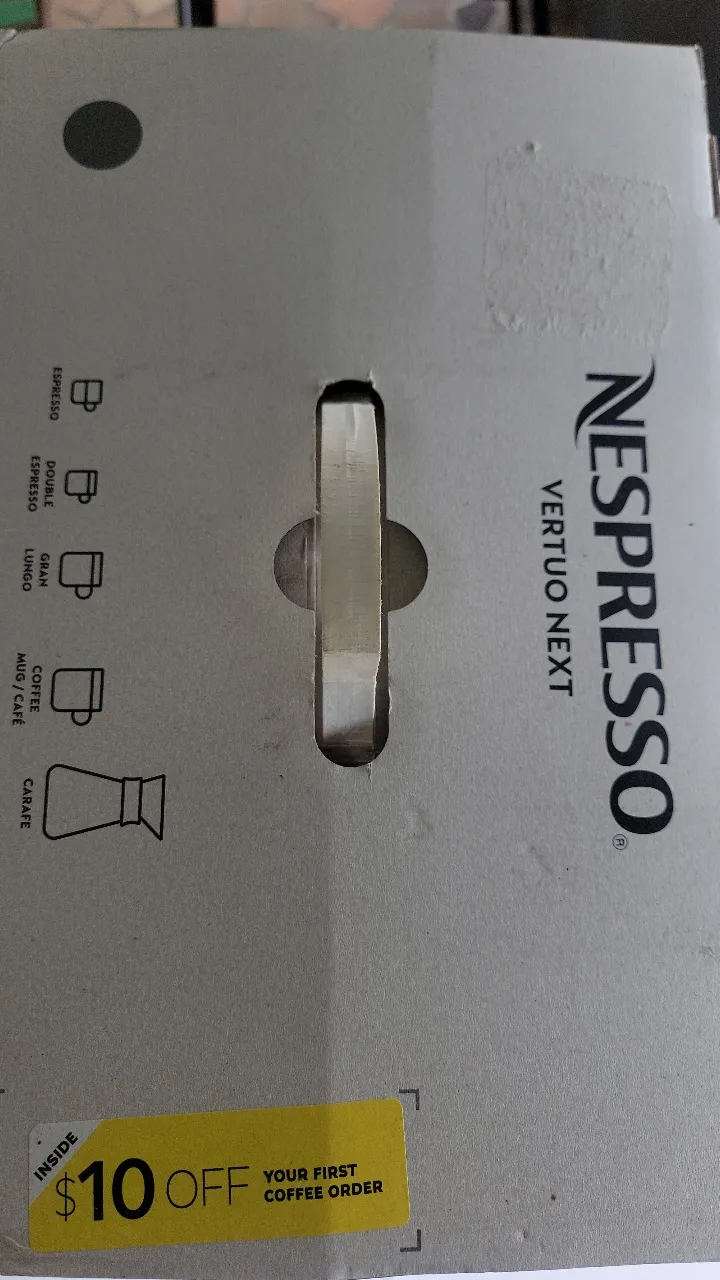 NESPRESSO®
VERTUO NEXT
ESPRESSO
DOUBLE
ESPRESSO
GRAN
LUNGO
COFFEE
MUG / CAFÉ
CARAFE
INSIDE
$10 OFF
YOUR FIRST
COFFEE ORDER